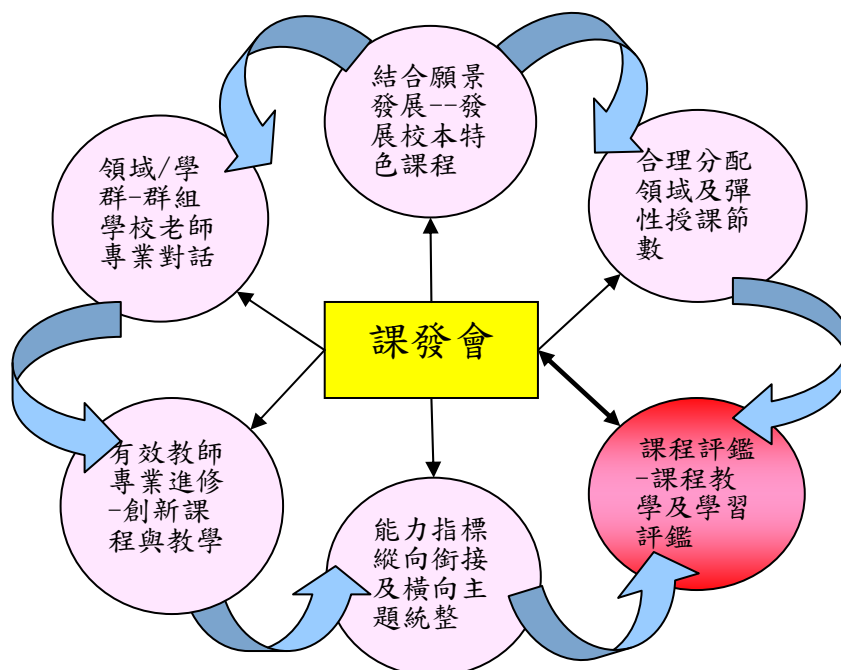 結合願景
發展--發
展校本特
色課程
領域/學
群-群組
學校老師
專業對話
合理分配
領域及彈
性授課節
數
課發會
有效教師
專業進修
-創新課
程與教學
能力指標
縱向銜接
及橫向主
題統整
課程評鑑
-課程教
學及學習
評鑑